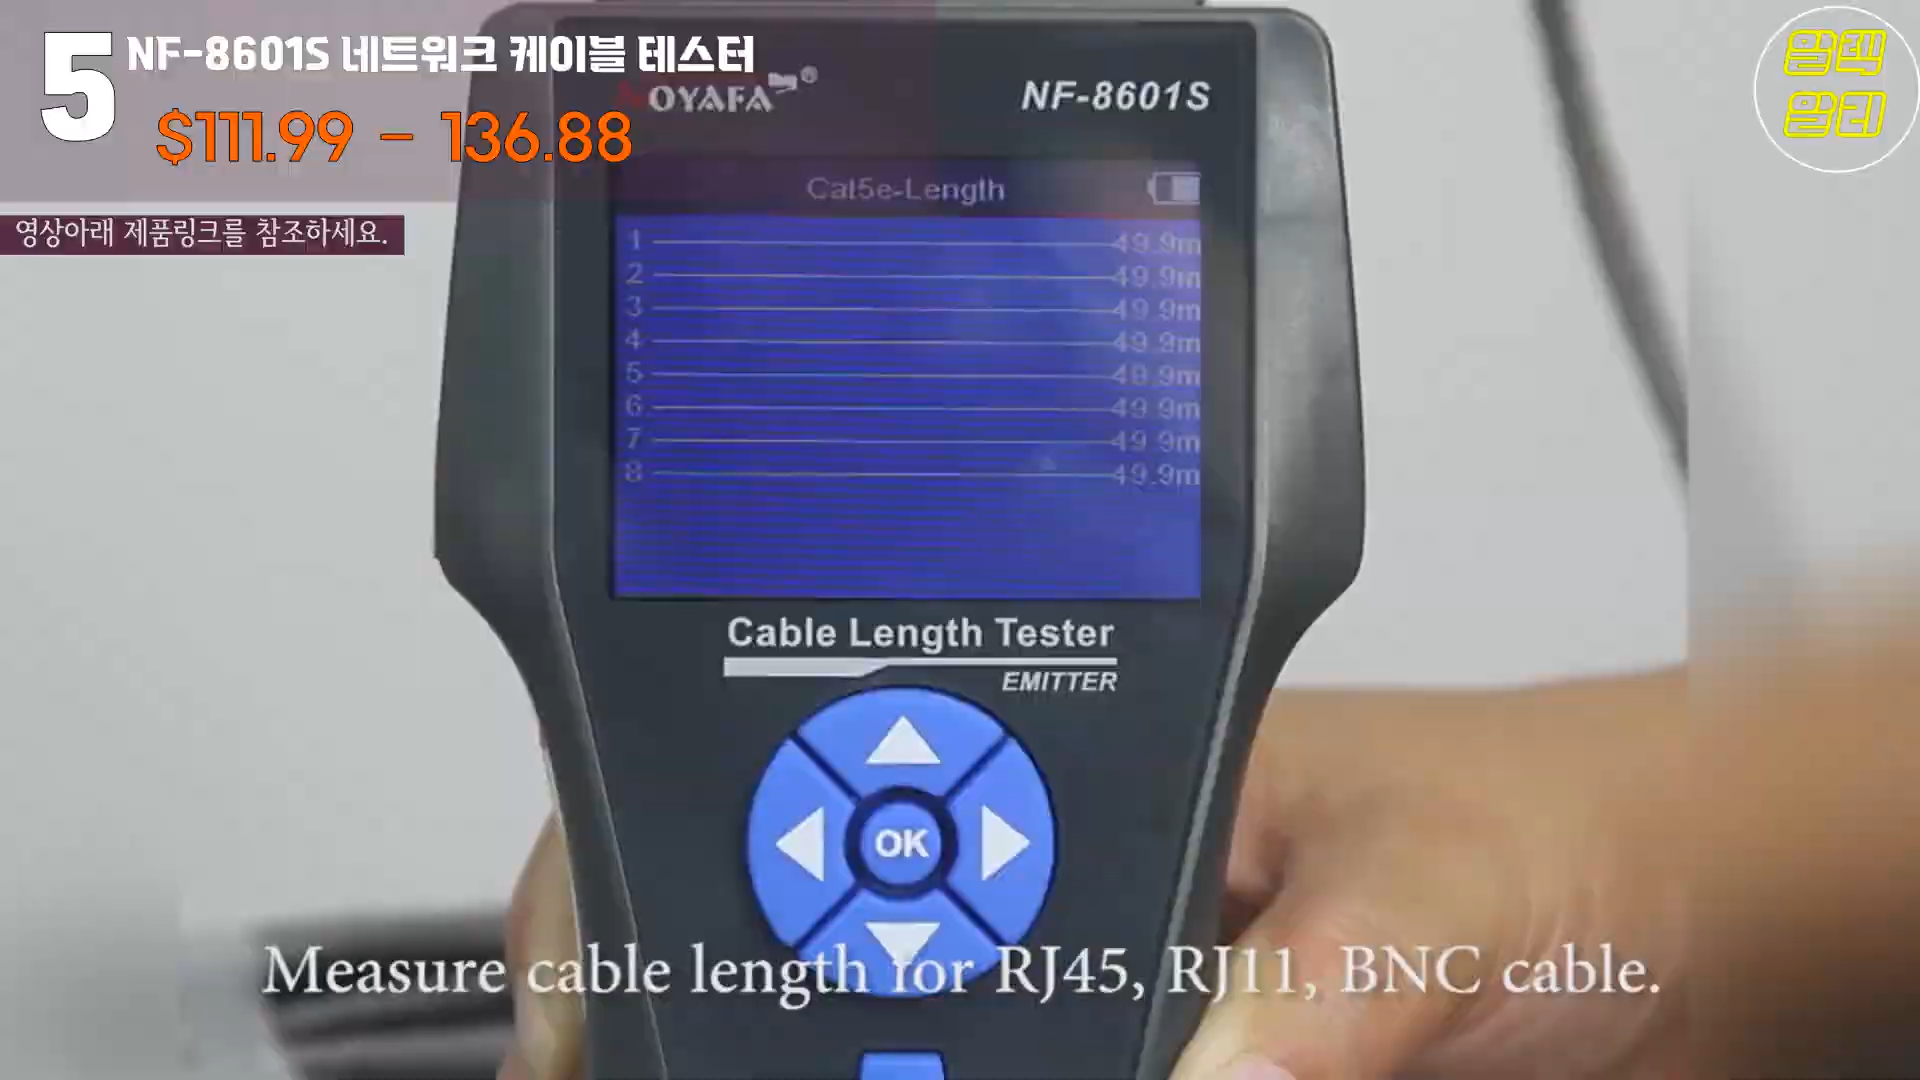 5
NF-8601S 네트워크 케이블 테스터
$111.99 - 136.88
영상아래 제품링크를 참조하세요.
알렉
알리
NOYAFA®
NF-8601S
Cat5e-Length
1 49.9m
2 49.9m
3 49.9m
4 49.9m
5 49.9m
6 49.9m
7 49.9m
8 49.9m
Cable Length Tester
EMITTER
OK
Measure cable length for RJ45, RJ11, BNC cable.